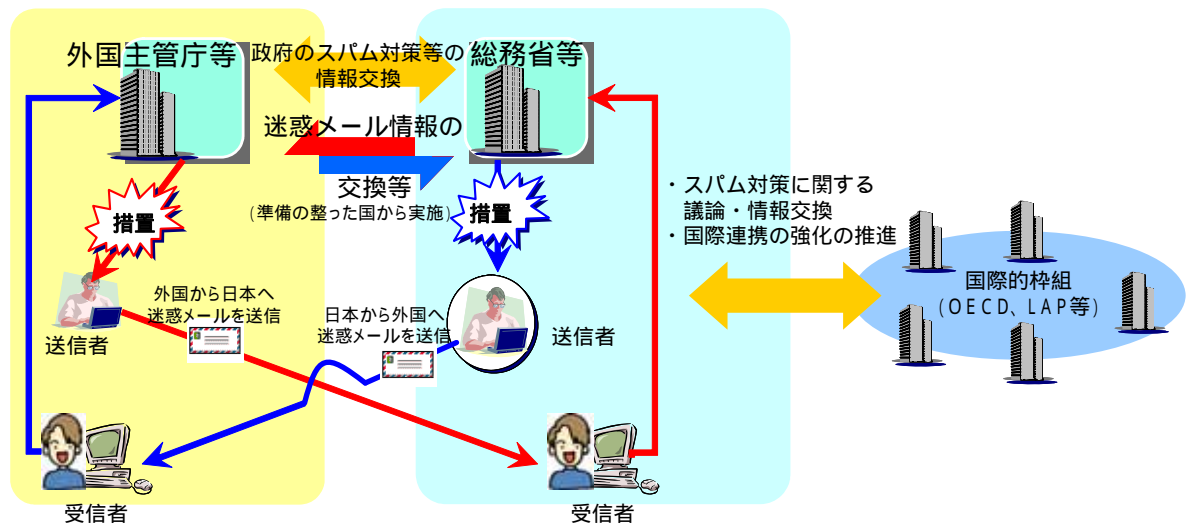 外国主管庁等
政府のスパム対策等の
情報交換
総務省等
迷惑メール情報の
交換等
(準備の整った国から実施)
措置
措置
・スパム対策に関する
議論・情報交換
・国際連携の強化の推進
国際的枠組
(OECD、LAP等)
外国から日本へ
迷惑メールを送信
日本から外国へ
迷惑メールを送信
送信者
送信者
受信者
受信者